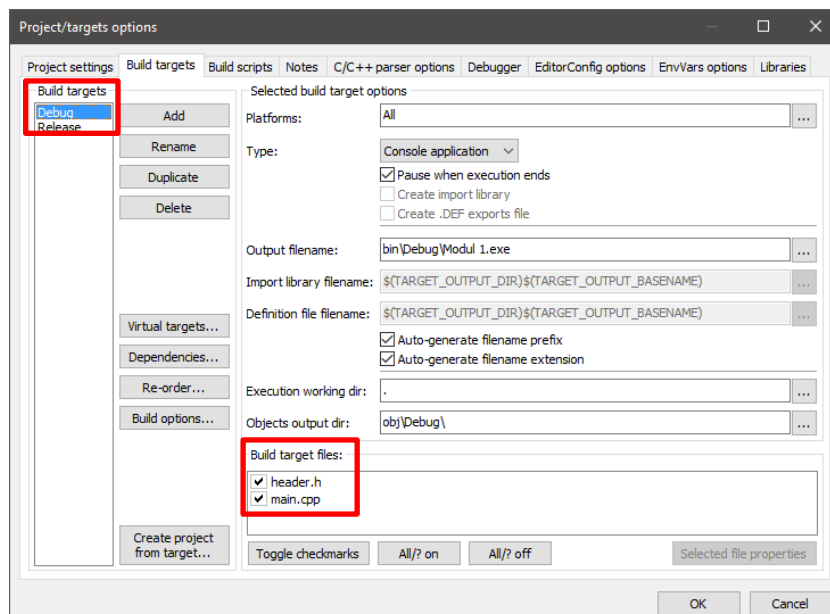 Project/targets options
Project settings Build targets Build scripts Notes C/C++ parser options Debugger EditorConfig options EnvVars options Libraries
Build targets
Debug
Release
Add
Rename
Duplicate
Delete
Virtual targets...
Dependencies...
Re-order...
Build options...
Create project
from target...
Selected build target options
Platforms: All ...
Type: Console application
Pause when execution ends
Create import library
Create .DEF exports file
Output filename: bin\Debug\Modul 1.exe ...
Import library filename: $(TARGET_OUTPUT_DIR)$(TARGET_OUTPUT_BASENAME) ...
Definition file filename: $(TARGET_OUTPUT_DIR)$(TARGET_OUTPUT_BASENAME) ...
Auto-generate filename prefix
Auto-generate filename extension
Execution working dir: . ...
Objects output dir: obj\Debug\ ...
Build target files:
header.h
main.cpp
Toggle checkmarks All/? on All/? off Selected file properties
OK Cancel